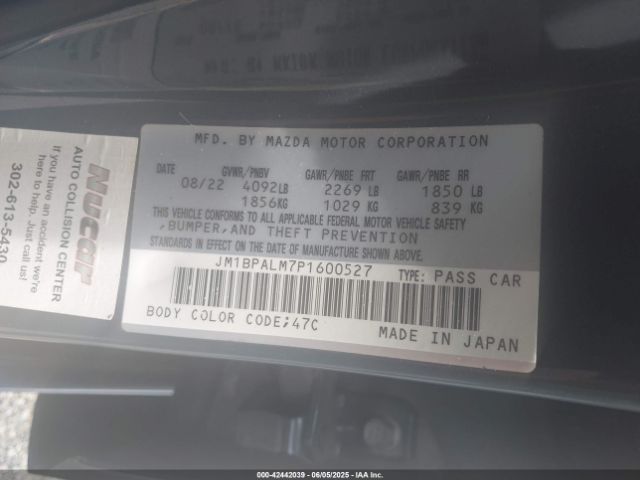 MFD. BY MAZDA MOTOR CORPORATION
DATE GVWR/PNBV GAWR/PNBE FRT GAWR/PNBE RR
08/22 4092LB 2269 LB 1850 LB
1856KG 1029 KG 839 KG
THIS VEHICLE CONFORMS TO ALL APPLICABLE FEDERAL MOTOR VEHICLE SAFETY
,BUMPER,AND THEFT PREVENTION
STANDARDS IN EFFECT ON THE DATE OF MANUFACTURE SHOWN ABOVE.
JM1BPALM7P1600527 TYPE: PASS CAR
BODY COLOR CODE;47C
MADE IN JAPAN
Nucar
AUTO COLLISION CENTER
If you have an accident we're
here to help. Just call us!
302-613-5430
000-42442039 - 06/05/2025 - IAA Inc.